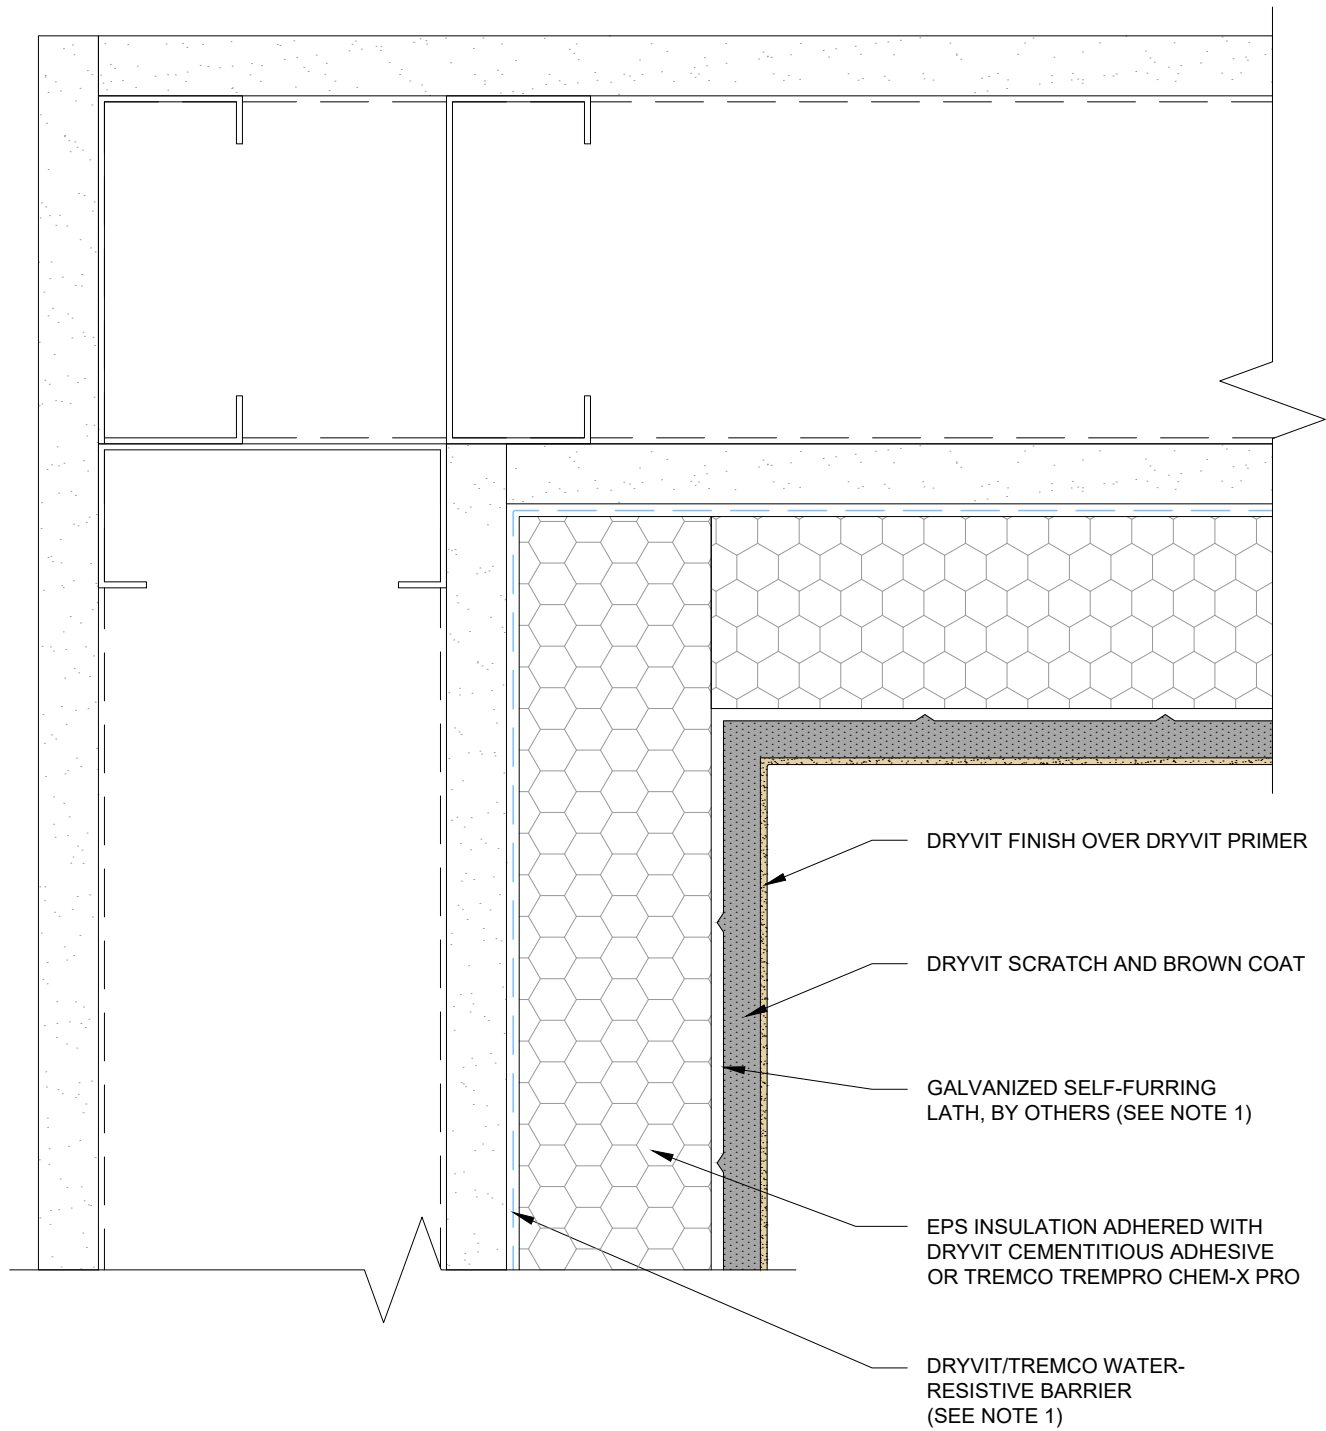 DRYVIT FINISH OVER DRYVIT PRIMER
DRYVIT SCRATCH AND BROWN COAT
GALVANIZED SELF-FURRING
LATH, BY OTHERS (SEE NOTE 1)
EPS INSULATION ADHERED WITH
DRYVIT CEMENTITIOUS ADHESIVE
OR TREMCO TREMPRO CHEM-X PRO
DRYVIT/TREMCO WATER-
RESISTIVE BARRIER
(SEE NOTE 1)